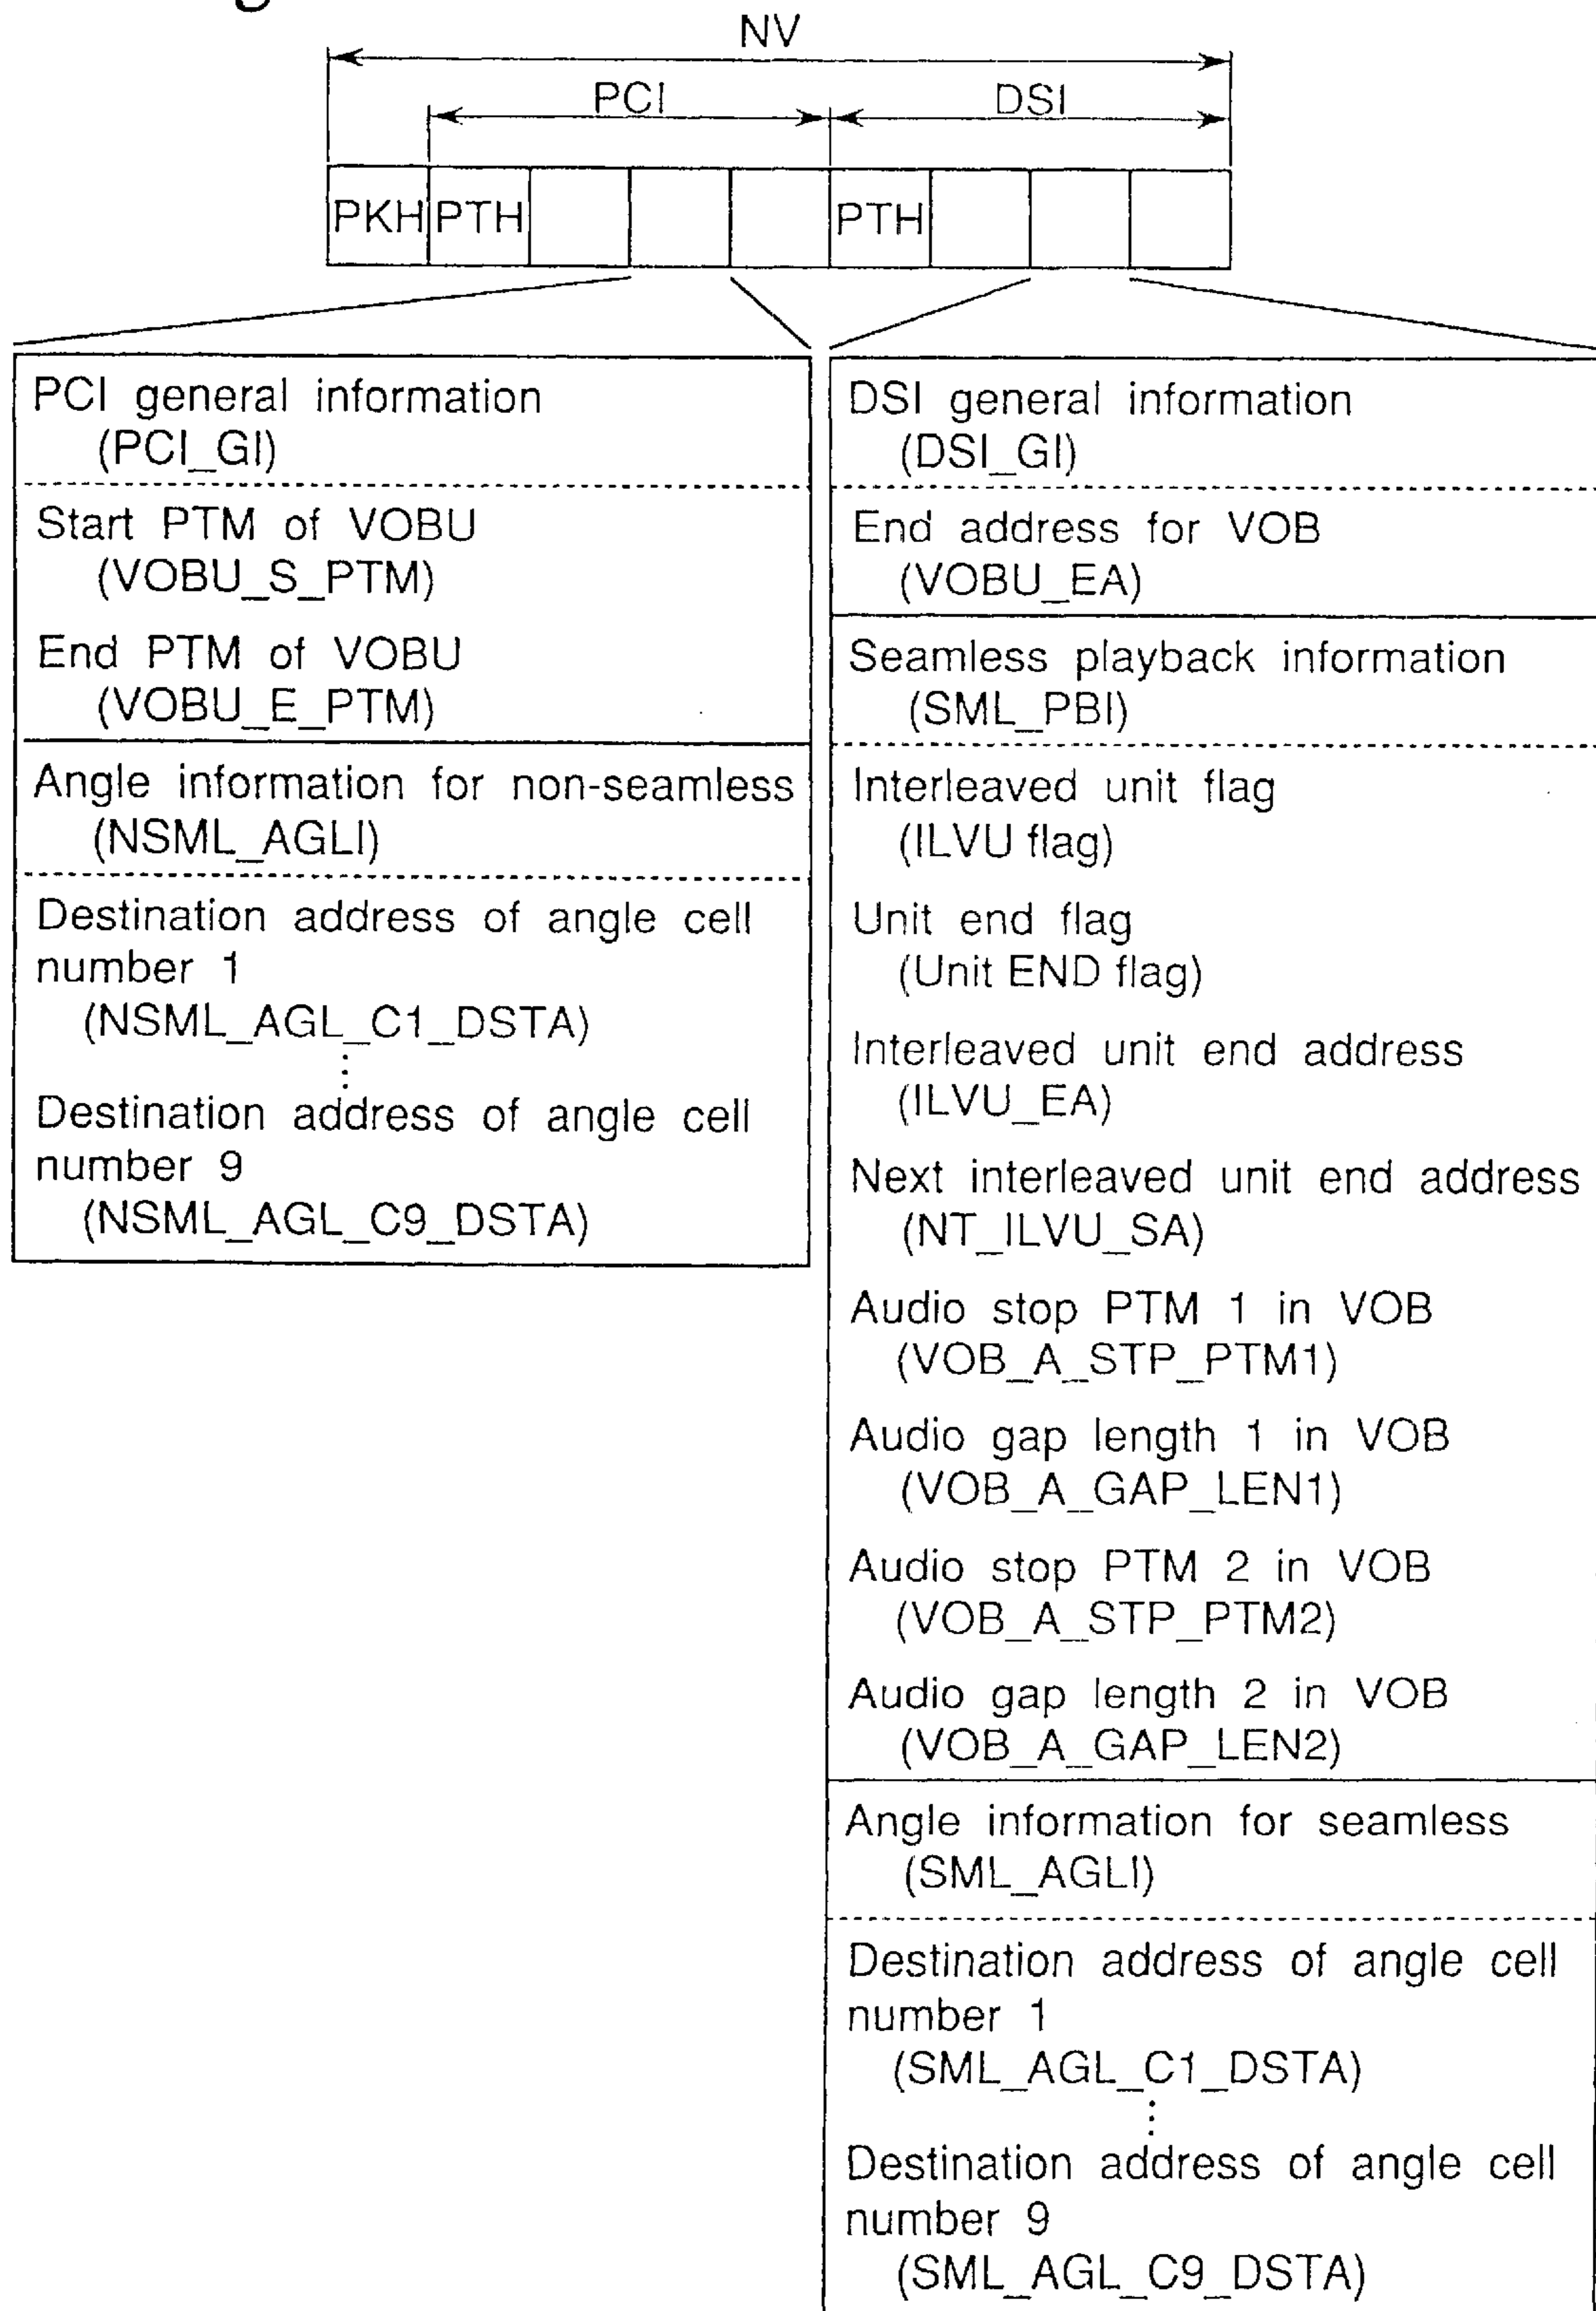 NV
PCI
DSI
PKH PTH PTH
PCI general information
(PCI_GI)
Start PTM of VOBU
(VOBU_S_PTM)
End PTM of VOBU
(VOBU_E_PTM)
Angle information for non-seamless
(NSML_AGLI)
Destination address of angle cell
number 1
(NSML_AGL_C1_DSTA)
⋮
Destination address of angle cell
number 9
(NSML_AGL_C9_DSTA)
DSI general information
(DSI_GI)
End address for VOB
(VOBU_EA)
Seamless playback information
(SML_PBI)
Interleaved unit flag
(ILVU flag)
Unit end flag
(Unit END flag)
Interleaved unit end address
(ILVU_EA)
Next interleaved unit end address
(NT_ILVU_SA)
Audio stop PTM 1 in VOB
(VOB_A_STP_PTM1)
Audio gap length 1 in VOB
(VOB_A_GAP_LEN1)
Audio stop PTM 2 in VOB
(VOB_A_STP_PTM2)
Audio gap length 2 in VOB
(VOB_A_GAP_LEN2)
Angle information for seamless
(SML_AGLI)
Destination address of angle cell
number 1
(SML_AGL_C1_DSTA)
⋮
Destination address of angle cell
number 9
(SML_AGL_C9_DSTA)